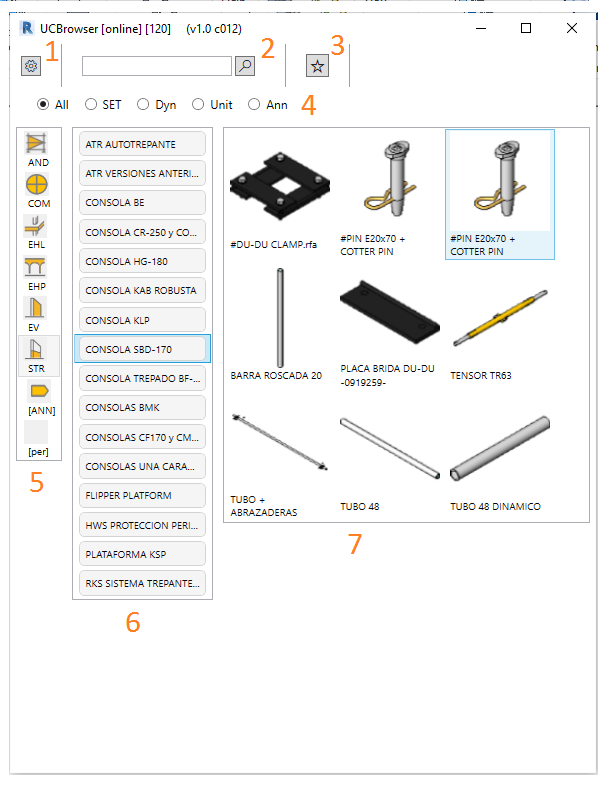 UCBrowser [online] [120] (v1.0 c012)
1
2
3
All SET Dyn Unit Ann 4
AND
COM
EHL
EHP
EV
STR
[ANN]
[per]
5
ATR AUTOTREPANTE
ATR VERSIONES ANTERI...
CONSOLA BE
CONSOLA CR-250 y CO...
CONSOLA HG-180
CONSOLA KAB ROBUSTA
CONSOLA KLP
CONSOLA SBD-170
CONSOLA TREPADO BF-...
CONSOLAS BMK
CONSOLAS CF170 y CM...
CONSOLAS UNA CARA...
FLIPPER PLATFORM
HWS PROTECCION PERI...
PLATAFORMA KSP
RKS SISTEMA TREPANTE...
6
#DU-DU CLAMP.rfa
#PIN E20x70 +
COTTER PIN
#PIN E20x70 +
COTTER PIN
BARRA ROSCADA 20
PLACA BRIDA DU-DU
-0919259-
TENSOR TR63
TUBO +
ABRAZADERAS
TUBO 48
TUBO 48 DINAMICO
7